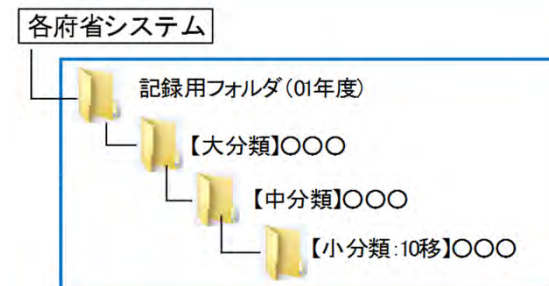 各府省システム
記録用フォルダ(01年度)
【大分類】〇〇〇
【中分類】〇〇〇
【小分類:10移】〇〇〇